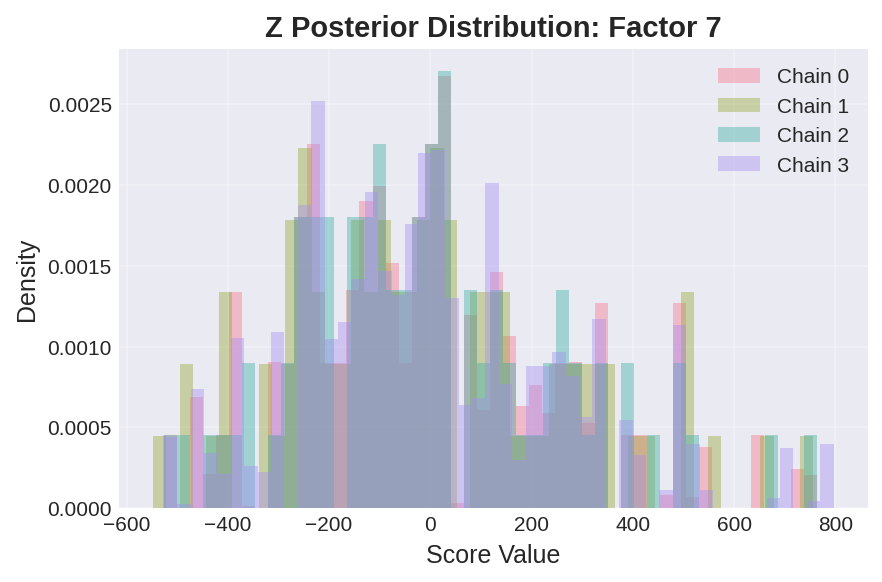 Z Posterior Distribution: Factor 7
Chain 0
Chain 1
Chain 2
Chain 3
0.0025
0.0020
0.0015
0.0010
0.0005
0.0000
Density
−600 −400 −200 0 200 400 600 800
Score Value